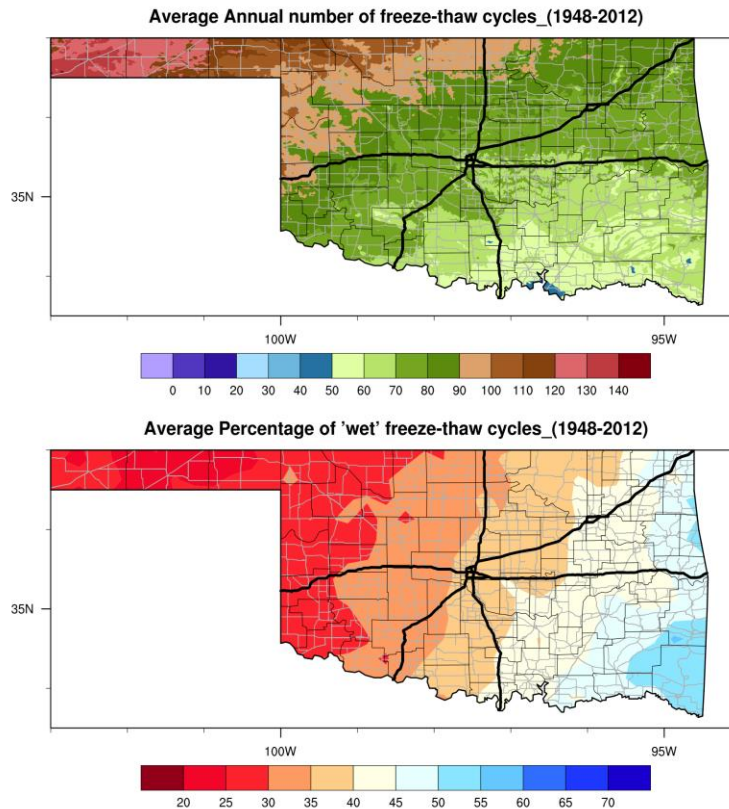 Average Annual number of freeze-thaw cycles_(1948-2012)
35N
100W 95W
0 10 20 30 40 50 60 70 80 90 100 110 120 130 140
Average Percentage of 'wet' freeze-thaw cycles_(1948-2012)
35N
100W 95W
20 25 30 35 40 45 50 55 60 65 70